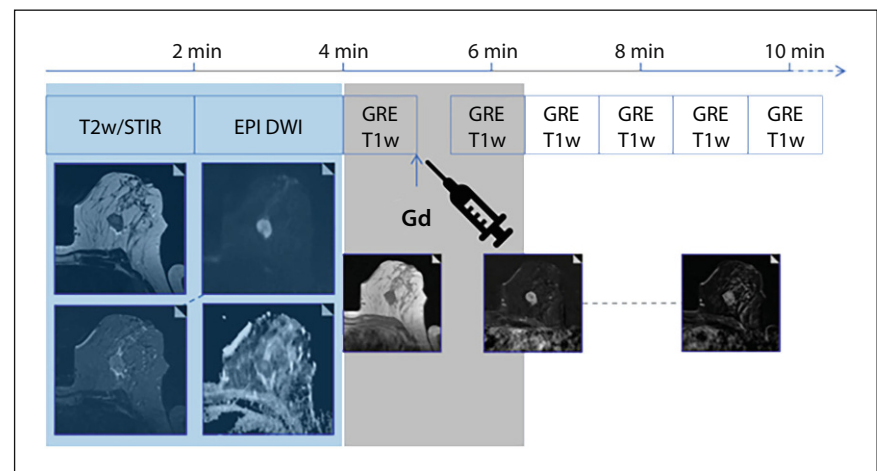 2 min 4 min 6 min 8 min 10 min
T2w/STIR EPI DWI GRE GRE GRE GRE GRE GRE
T1w T1w T1w T1w T1w T1w
Gd